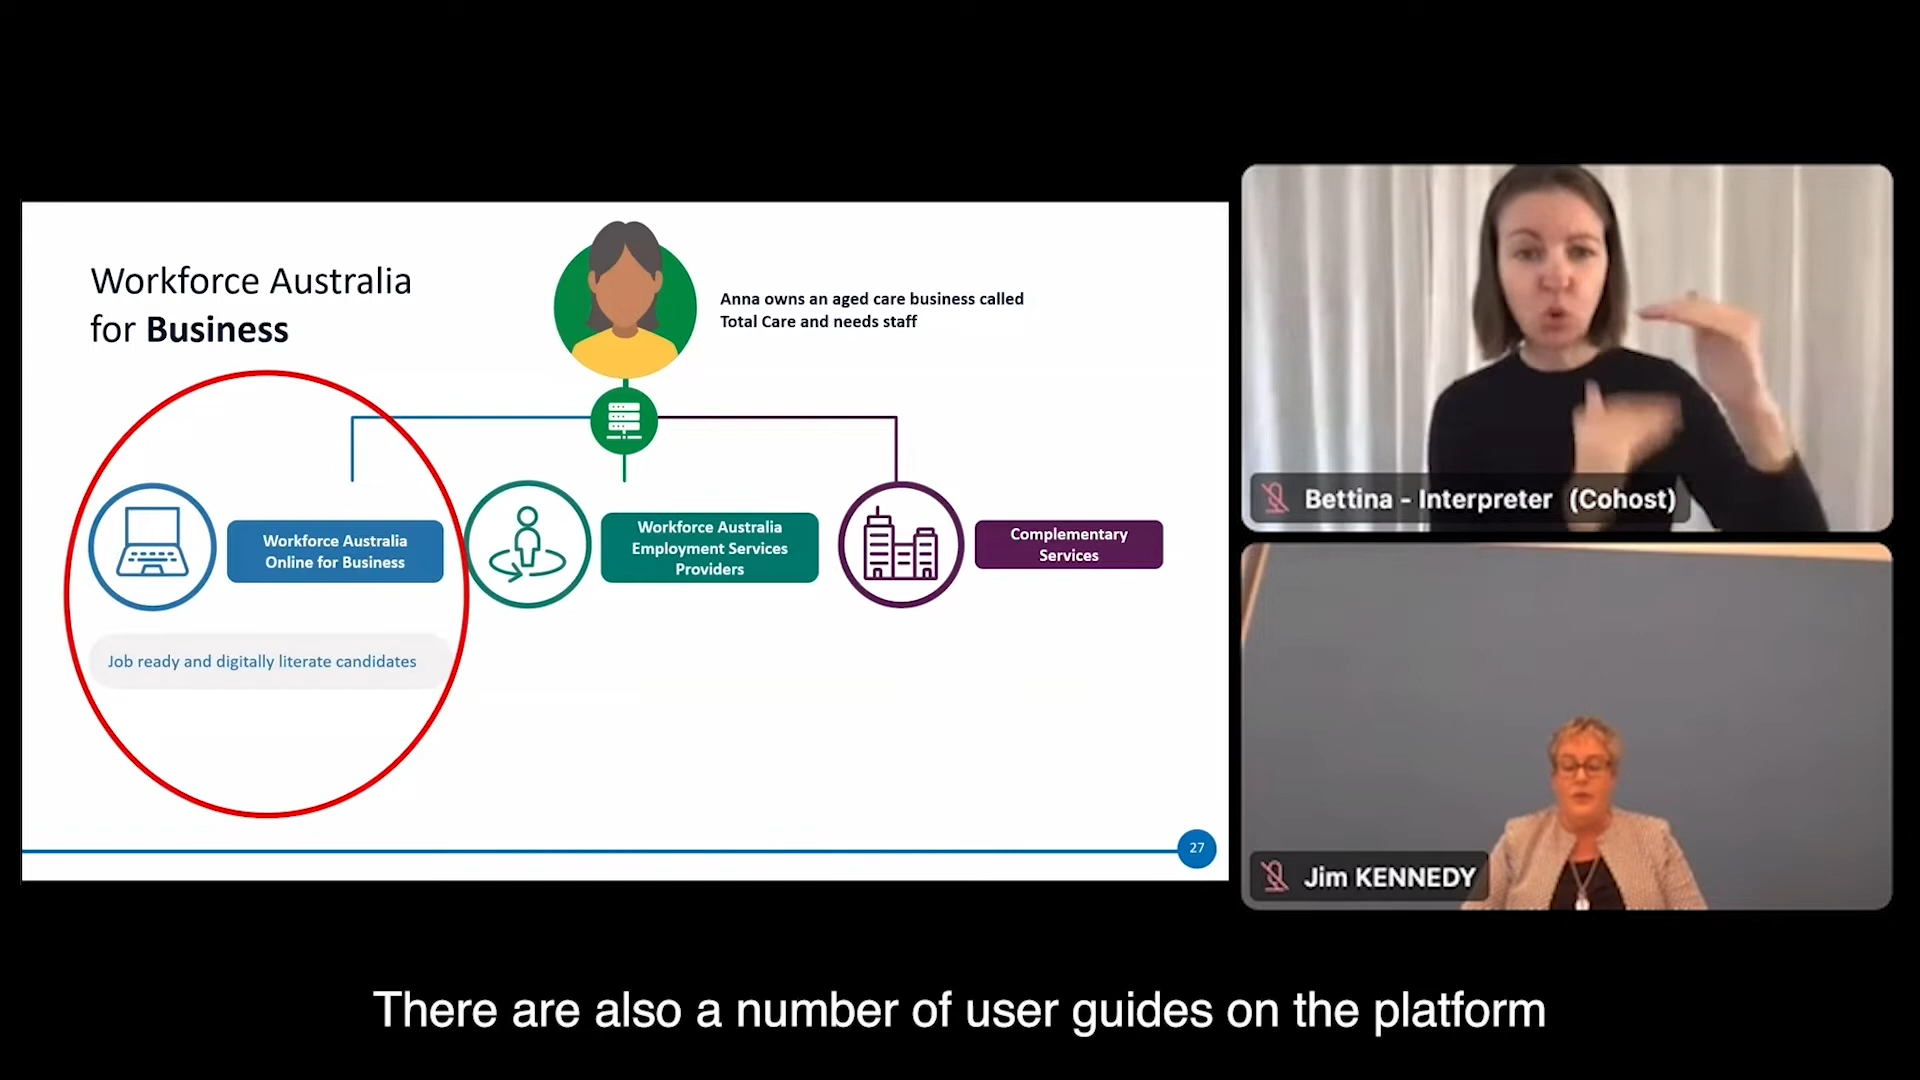 Workforce Australia
for Business
Anna owns an aged care business called
Total Care and needs staff
Workforce Australia
Online for Business
Workforce Australia
Employment Services
Providers
Complementary
Services
Job ready and digitally literate candidates
27
Bettina - Interpreter (Cohost)
Jim KENNEDY
There are also a number of user guides on the platform